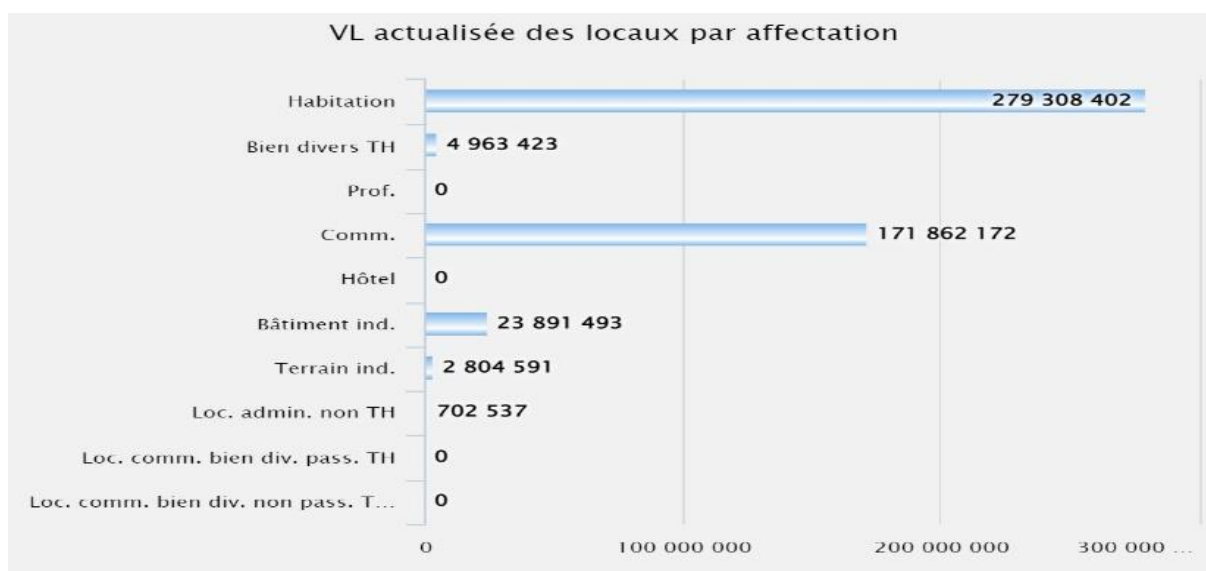 VL actualisée des locaux par affectation
Habitation 279 308 402
Bien divers TH 4 963 423
Prof. 0
Comm. 171 862 172
Hôtel 0
Bâtiment ind. 23 891 493
Terrain ind. 2 804 591
Loc. admin. non TH 702 537
Loc. comm. bien div. pass. TH 0
Loc. comm. bien div. non pass. T... 0
0 100 000 000 200 000 000 300 000 ...